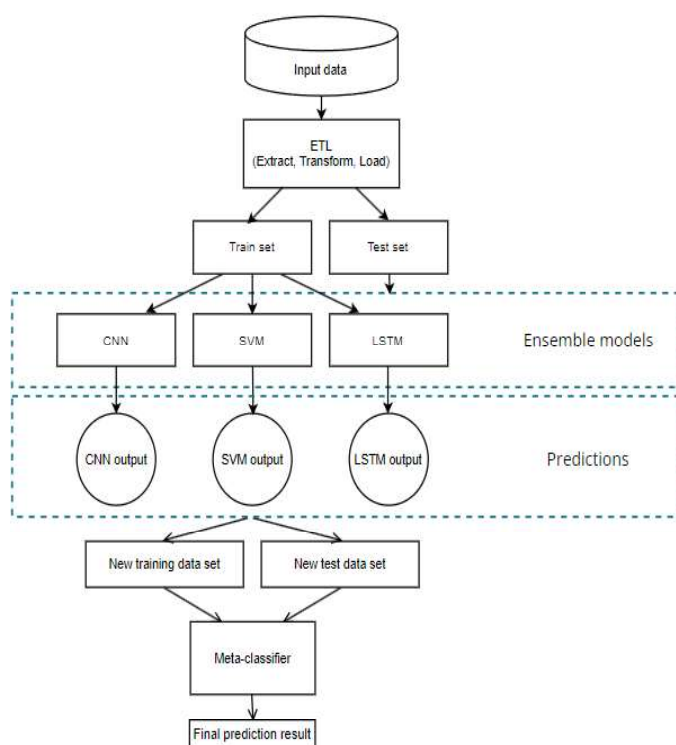 Input data
ETL
(Extract, Transform, Load)
Train set
Test set
CNN
SVM
LSTM
Ensemble models
CNN output
SVM output
LSTM output
Predictions
New training data set
New test data set
Meta-classifier
Final prediction result